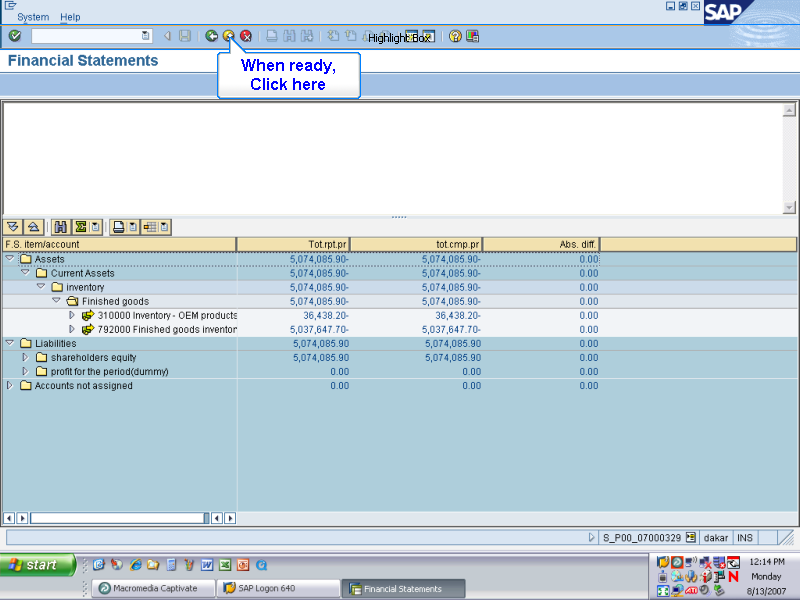 System Help
SAP
Highlight Box
Financial Statements
When ready,
Click here
F.S. item/account Tot.rpt.pr tot.cmp.pr Abs. diff.
Assets 5,074,085.90- 5,074,085.90- 0.00
Current Assets 5,074,085.90- 5,074,085.90- 0.00
inventory 5,074,085.90- 5,074,085.90- 0.00
Finished goods 5,074,085.90- 5,074,085.90- 0.00
310000 Inventory - OEM products 36,438.20- 36,438.20- 0.00
792000 Finished goods inventor 5,037,647.70- 5,037,647.70- 0.00
Liabilities 5,074,085.90 5,074,085.90 0.00
shareholders equity 5,074,085.90 5,074,085.90 0.00
profit for the period(dummy) 0.00 0.00 0.00
Accounts not assigned 0.00 0.00 0.00
S_P00_07000329 dakar INS
start
12:14 PM
Macromedia Captivate SAP Logon 640 Financial Statements
Monday
8/13/2007